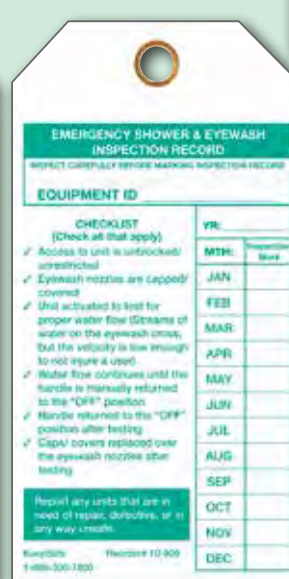 EMERGENCY SHOWER & EYEWASH
INSPECTION RECORD
INSPECT CAREFULLY BEFORE MARKING INSPECTION RECORD
EQUIPMENT ID
CHECKLIST
(Check all that apply)
✓ Access to unit is unblocked/
unrestricted
✓ Eyewash nozzles are capped/
covered
✓ Unit activated to test for
proper water flow (Streams of
water on the eyewash cross,
but the velocity is low enough
to not injure a user)
✓ Water flow continues until the
handle is manually returned
to the "OFF" position
✓ Handle returned to the "OFF"
position after testing
✓ Caps/ covers replaced over
the eyewash nozzles after
testing
Report any units that are in
need of repair, defective, or in
any way unsafe.
YR:
MTH:
JAN
FEB
MAR
APR
MAY
JUN
JUL
AUG
SEP
OCT
NOV
DEC